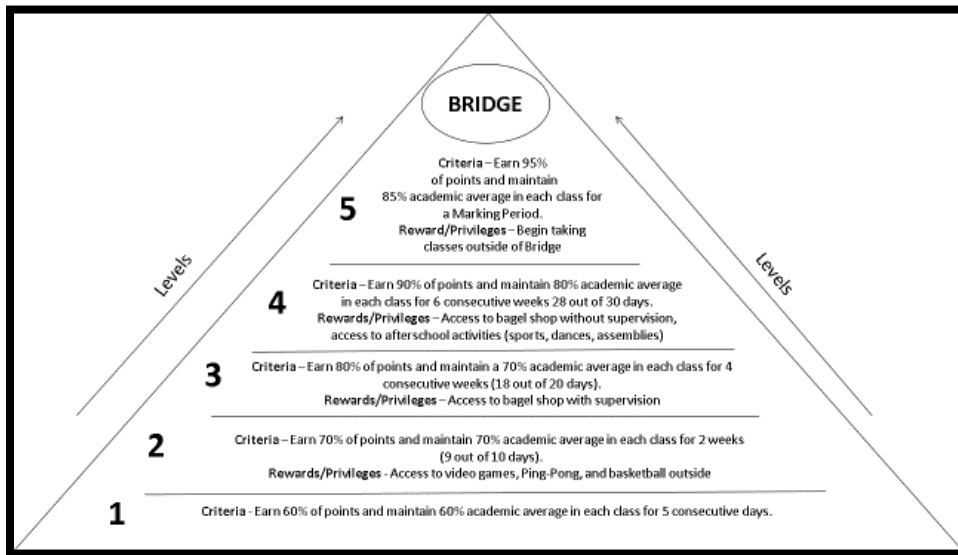 BRIDGE
Criteria – Earn 95%
of points and maintain
85% academic average in each class for
a Marking Period.
Reward/Privileges – Begin taking
classes outside of Bridge
5
Levels
Levels
Criteria – Earn 90% of points and maintain 80% academic average
in each class for 6 consecutive weeks 28 out of 30 days.
Rewards/Privileges – Access to bagel shop without supervision,
access to afterschool activities (sports, dances, assemblies)
4
Criteria – Earn 80% of points and maintain a 70% academic average in each class for 4
consecutive weeks (18 out of 20 days).
Rewards/Privileges – Access to bagel shop with supervision
3
Criteria – Earn 70% of points and maintain 70% academic average in each class for 2 weeks
(9 out of 10 days).
Rewards/Privileges - Access to video games, Ping-Pong, and basketball outside
2
1
Criteria - Earn 60% of points and maintain 60% academic average in each class for 5 consecutive days.